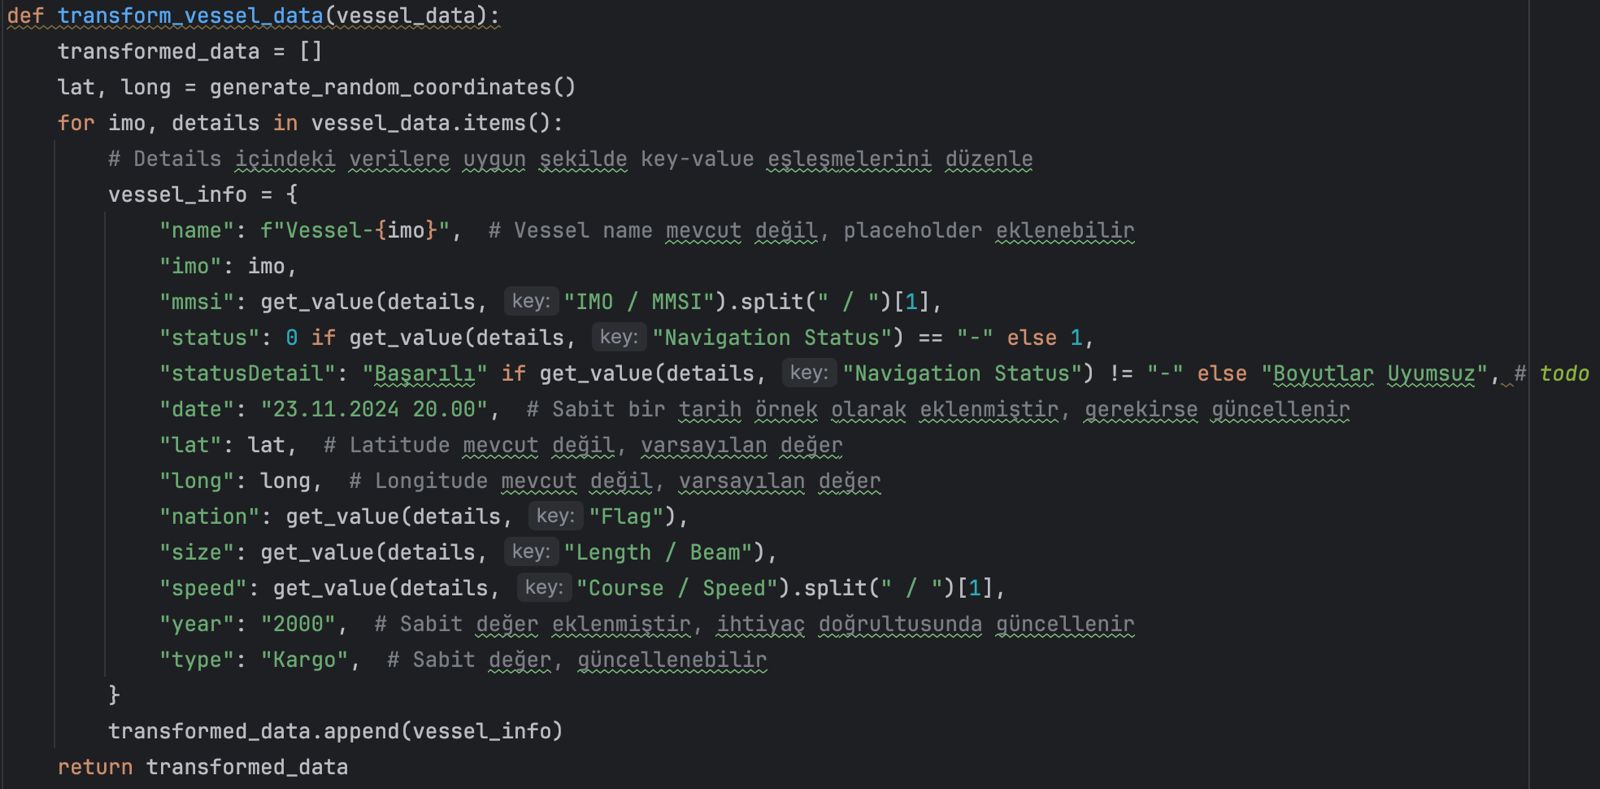 def transform_vessel_data(vessel_data):
    transformed_data = []
    lat, long = generate_random_coordinates()
    for imo, details in vessel_data.items():
        # Details içindeki verilere uygun şekilde key-value eşleşmelerini düzenle
        vessel_info = {
            "name": f"Vessel-{imo}",  # Vessel name mevcut değil, placeholder eklenebilir
            "imo": imo,
            "mmsi": get_value(details, key: "IMO / MMSI").split(" / ")[1],
            "status": 0 if get_value(details, key: "Navigation Status") == "-" else 1,
            "statusDetail": "Başarılı" if get_value(details, key: "Navigation Status") != "-" else "Boyutlar Uyumsuz", # todo
            "date": "23.11.2024 20.00",  # Sabit bir tarih örnek olarak eklenmiştir, gerekirse güncellenir
            "lat": lat,  # Latitude mevcut değil, varsayılan değer
            "long": long,  # Longitude mevcut değil, varsayılan değer
            "nation": get_value(details, key: "Flag"),
            "size": get_value(details, key: "Length / Beam"),
            "speed": get_value(details, key: "Course / Speed").split(" / ")[1],
            "year": "2000",  # Sabit değer eklenmiştir, ihtiyaç doğrultusunda güncellenir
            "type": "Kargo",  # Sabit değer, güncellenebilir
        }
        transformed_data.append(vessel_info)
    return transformed_data